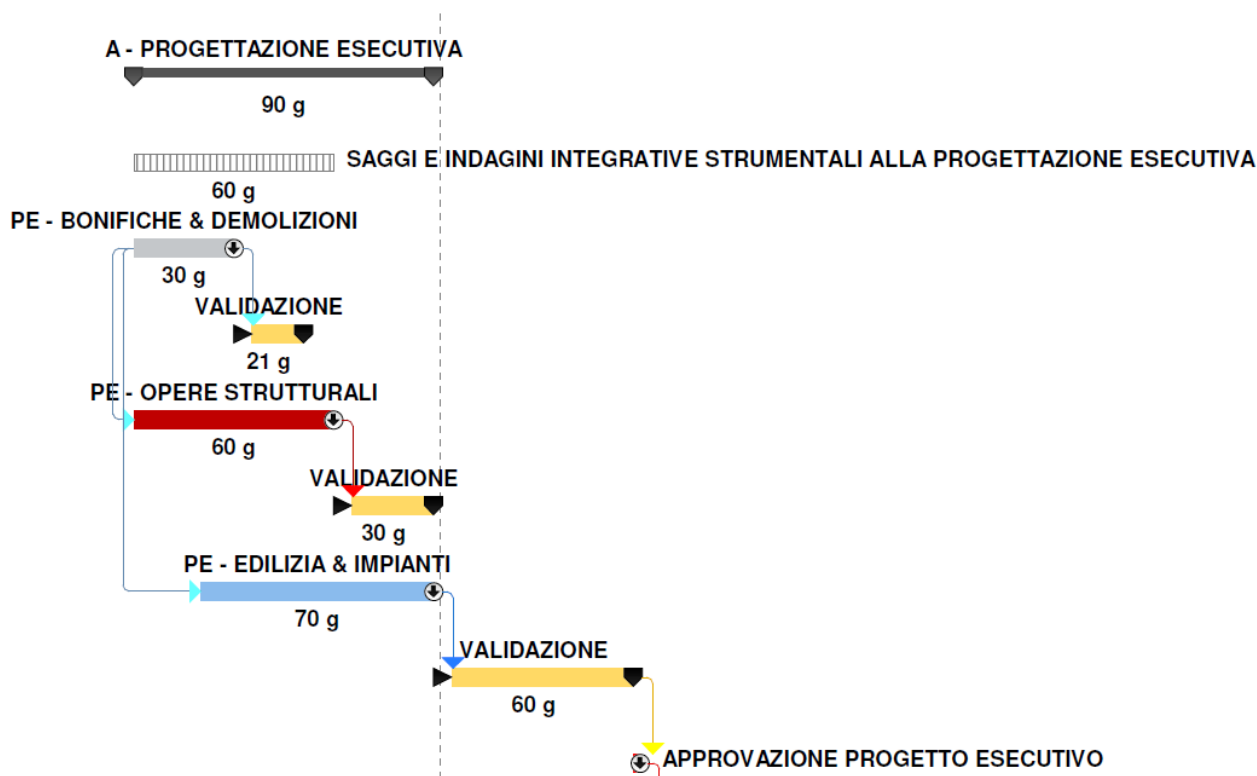 A - PROGETTAZIONE ESECUTIVA
90 g
SAGGI E INDAGINI INTEGRATIVE STRUMENTALI ALLA PROGETTAZIONE ESECUTIVA
60 g
PE - BONIFICHE & DEMOLIZIONI
30 g
VALIDAZIONE
21 g
PE - OPERE STRUTTURALI
60 g
VALIDAZIONE
30 g
PE - EDILIZIA & IMPIANTI
70 g
VALIDAZIONE
60 g
APPROVAZIONE PROGETTO ESECUTIVO